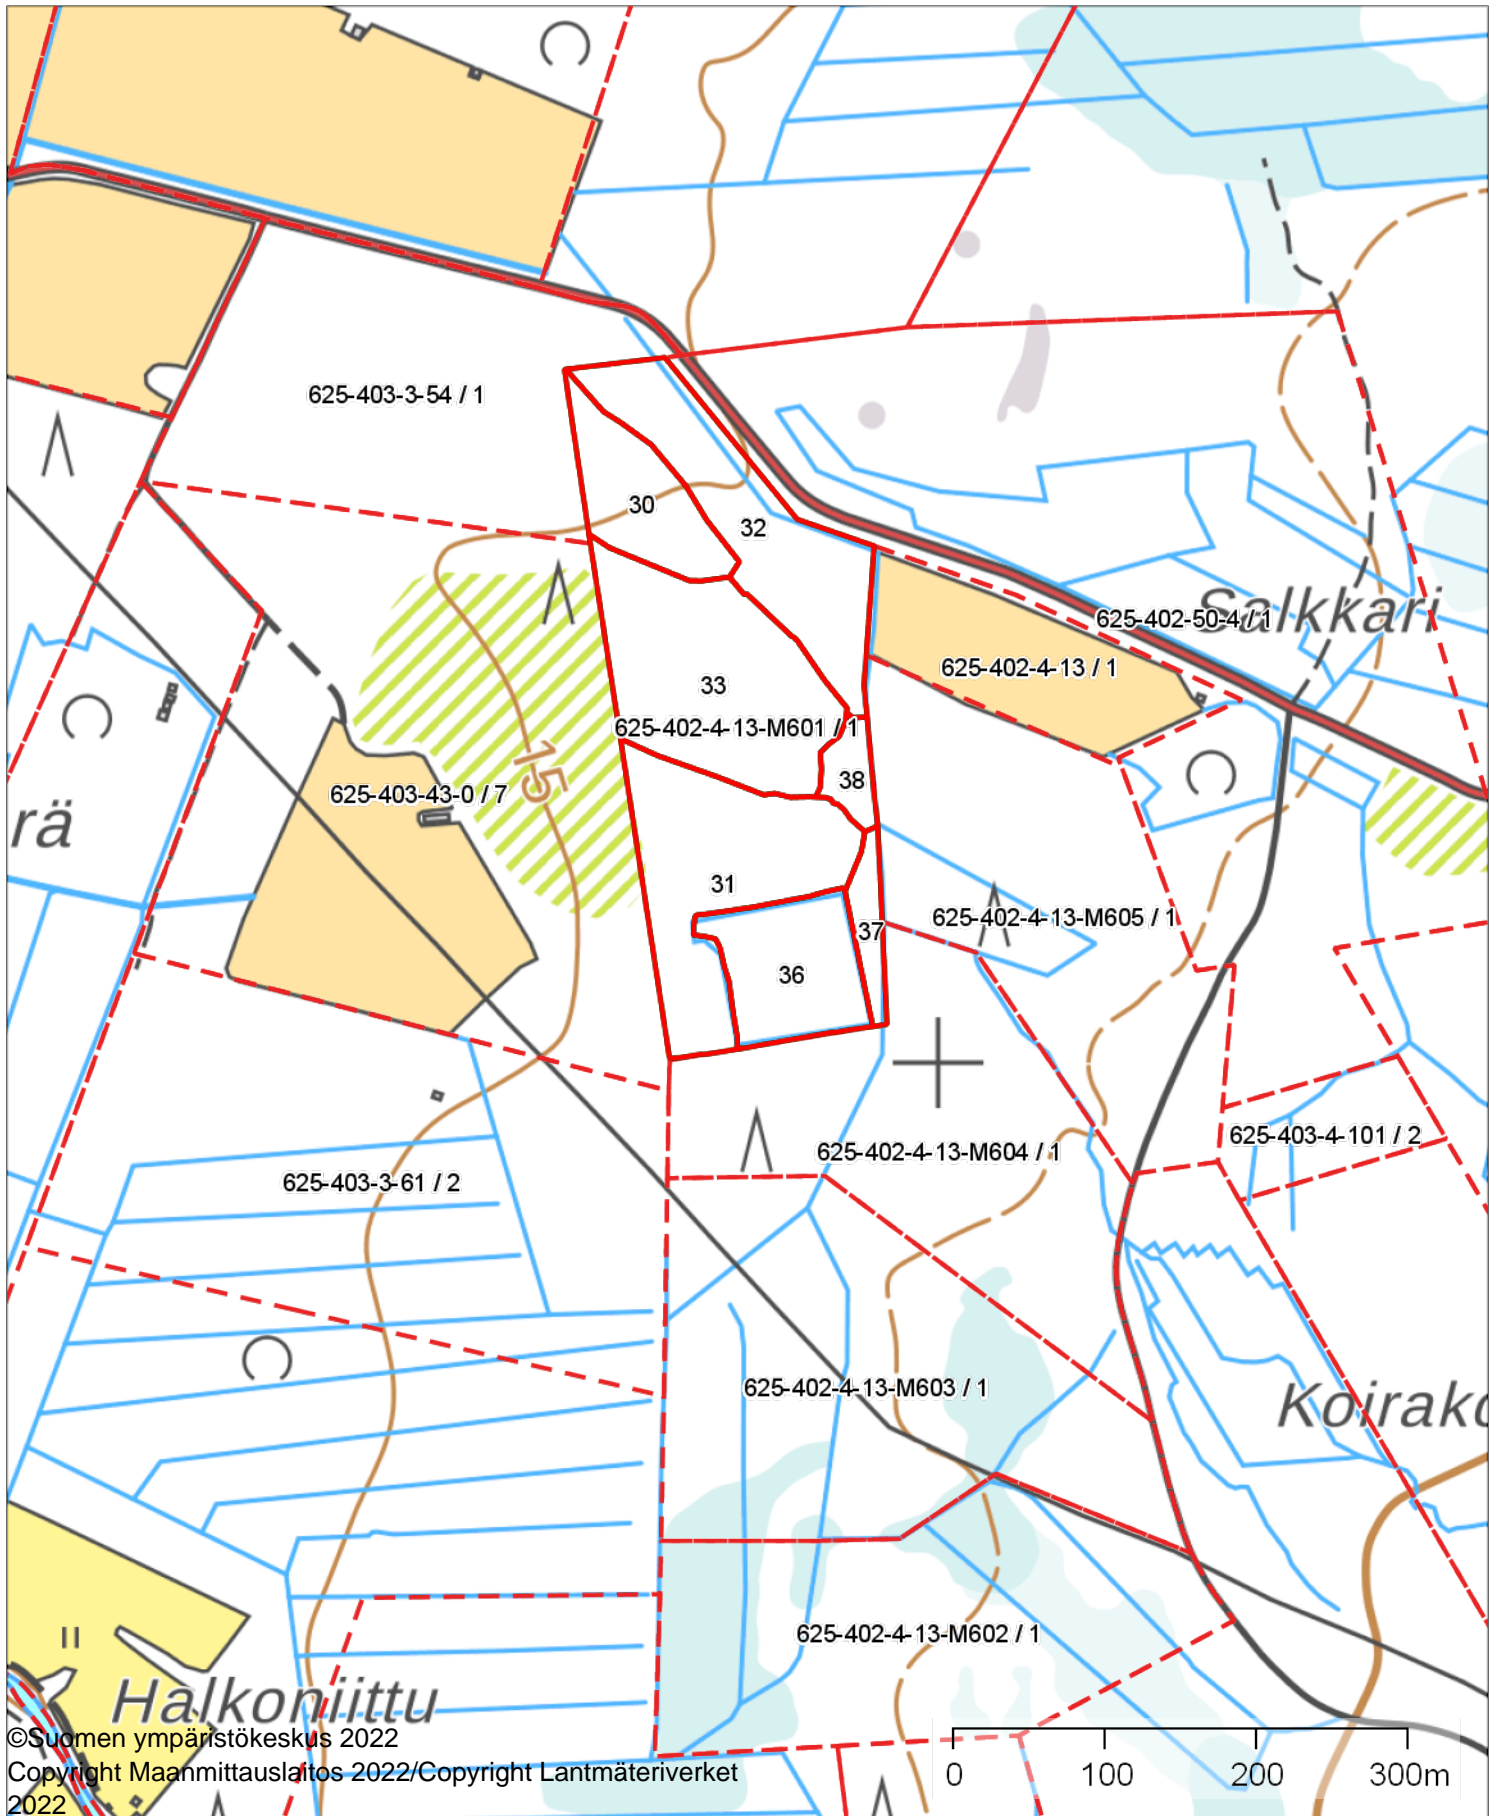 625-403-3-54 / 1
30
32
Salkkari
625-402-50-4 / 1
625-402-4-13 / 1
33
625-402-4-13-M601 / 1
38
15
625-403-43-0 / 7
rä
31
625-402-4-13-M605 / 1
37
36
625-403-4-101 / 2
625-402-4-13-M604 / 1
625-403-3-61 / 2
625-402-4-13-M603 / 1
Koirako
625-402-4-13-M602 / 1
Halkoniittu
©Suomen ympäristökeskus 2022
Copyright Maanmittauslaitos 2022/Copyright Lantmäteriverket
2022
0 100 200 300m